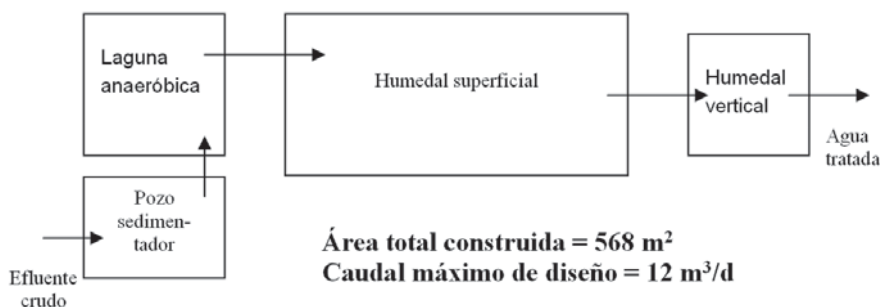 Laguna
anaeróbica
Humedal superficial
Humedal
vertical
Agua
tratada
Pozo
sedimen-
tador
Efluente
crudo
Área total construida = 568 m²
Caudal máximo de diseño = 12 m³/d